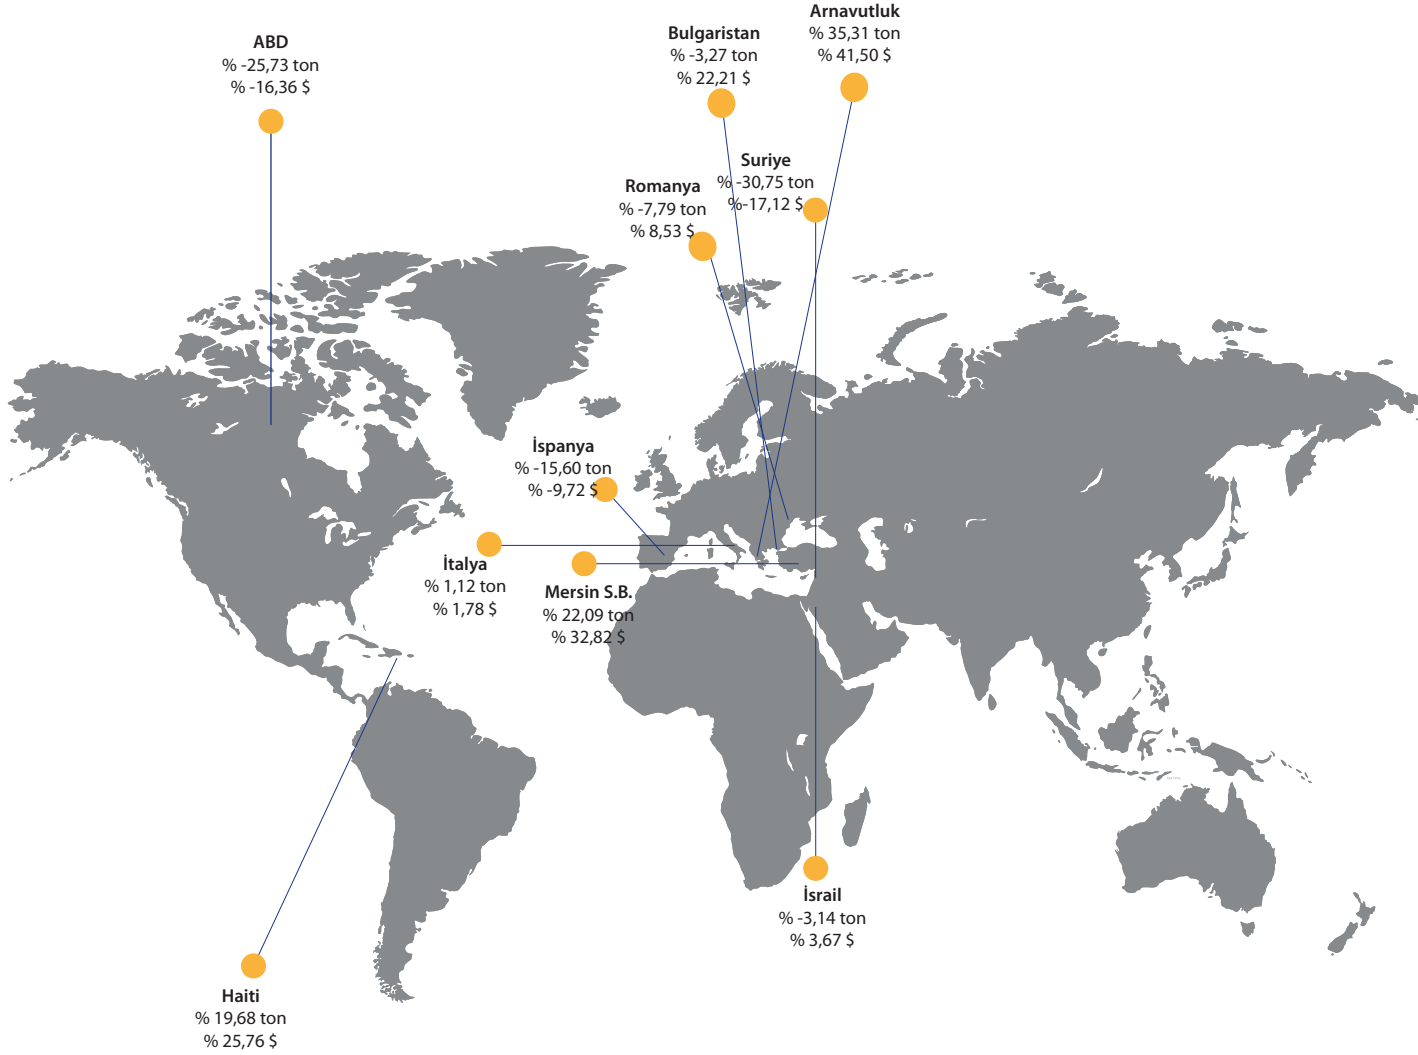 Arnavutluk
% 35,31 ton
% 41,50 $
Bulgaristan
% -3,27 ton
% 22,21 $
ABD
% -25,73 ton
% -16,36 $
Suriye
% -30,75 ton
%-17,12 $
Romanya
% -7,79 ton
% 8,53 $
İspanya
% -15,60 ton
% -9,72 $
İtalya
% 1,12 ton
% 1,78 $
Mersin S.B.
% 22,09 ton
% 32,82 $
İsrail
% -3,14 ton
% 3,67 $
Haiti
% 19,68 ton
% 25,76 $